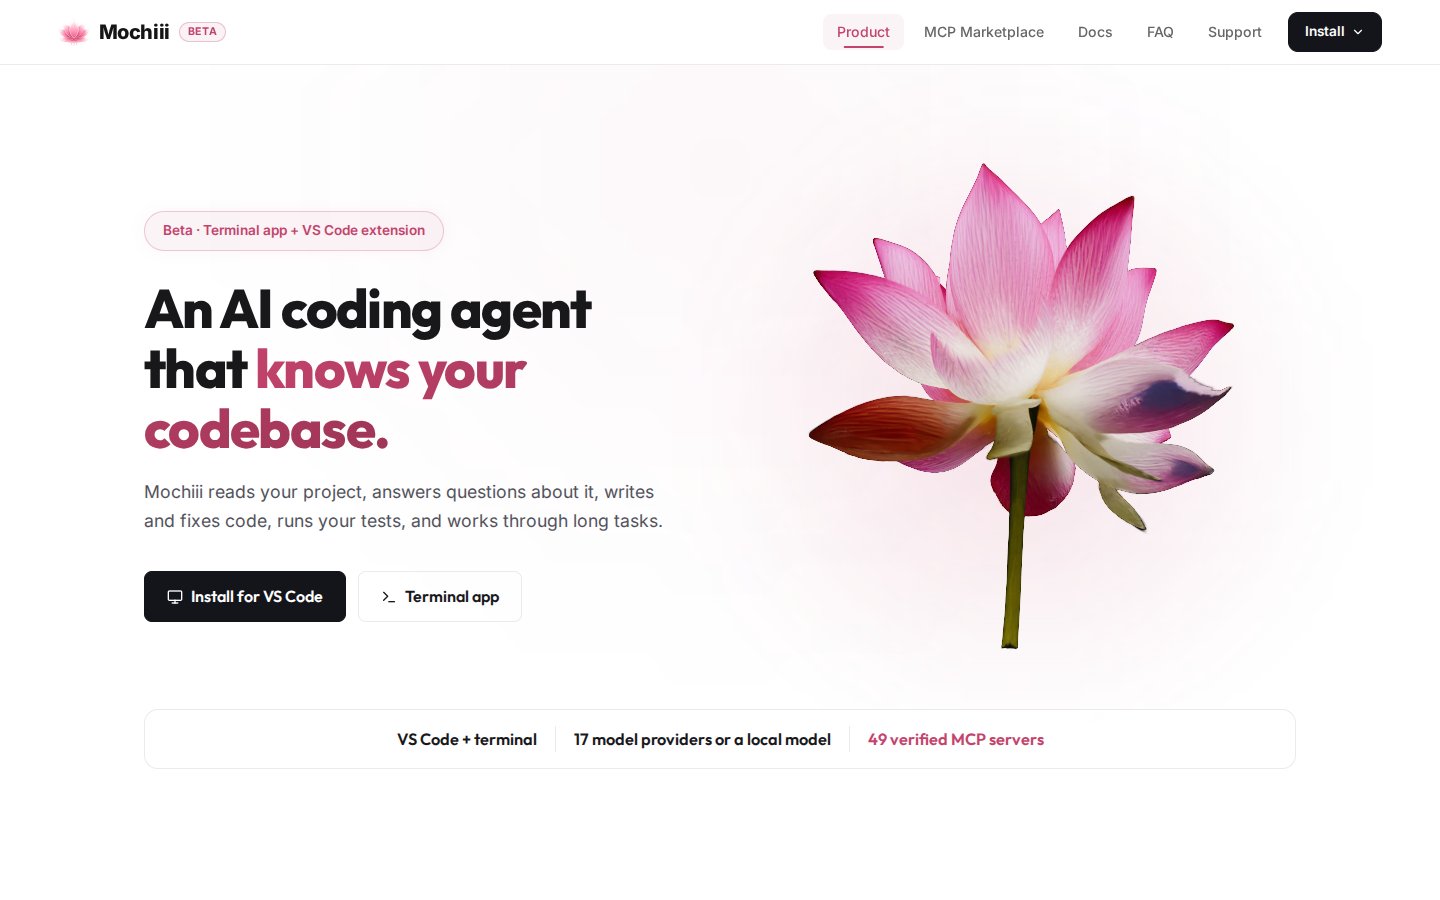 Mochiii BETA
Product MCP Marketplace Docs FAQ Support Install
Beta · Terminal app + VS Code extension
An AI coding agent
that knows your
codebase.
Mochiii reads your project, answers questions about it, writes
and fixes code, runs your tests, and works through long tasks.
Install for VS Code Terminal app
VS Code + terminal 17 model providers or a local model 49 verified MCP servers